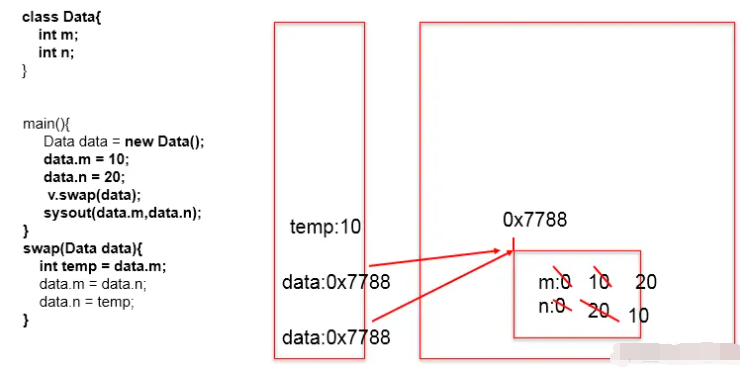 class Data{
int m;
int n;
}
main(){
Data data = new Data();
data.m = 10;
data.n = 20;
v.swap(data);
sysout(data.m,data.n);
}
swap(Data data){
int temp = data.m;
data.m = data.n;
data.n = temp;
}
temp:10
data:0x7788
data:0x7788
0x7788
m:0 10 20
n:0 20 10